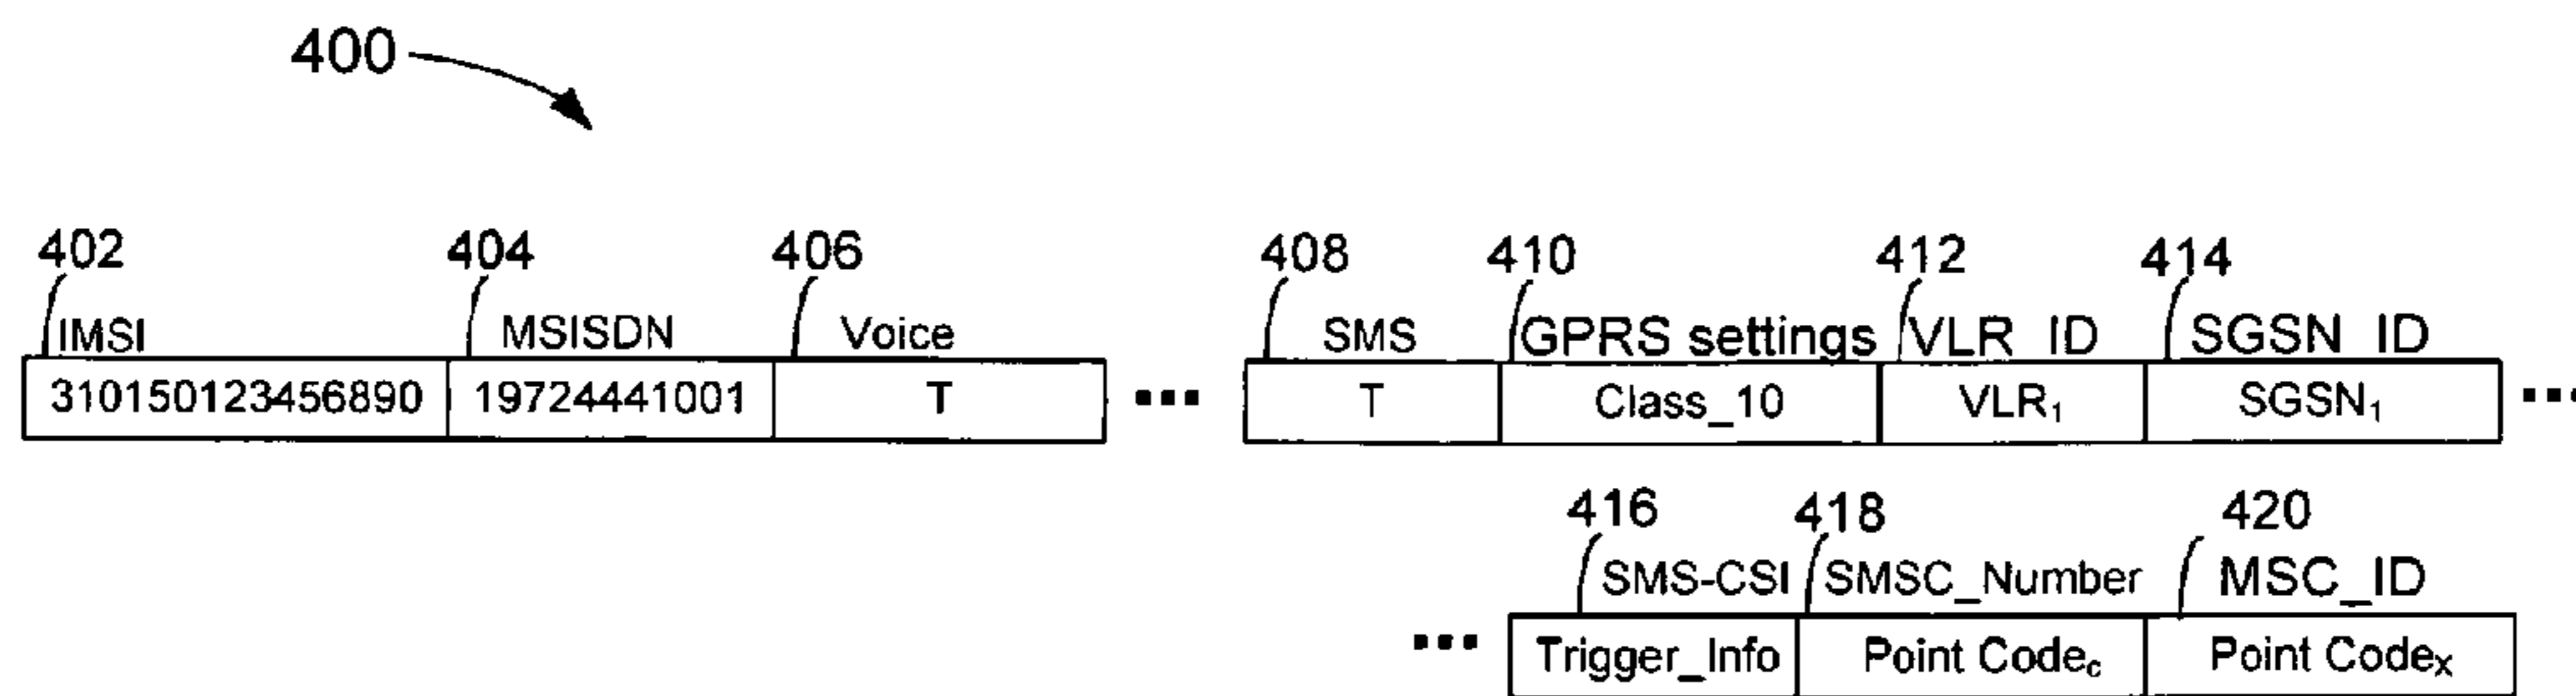 400
402 404 406 408 410 412 414
IMSI MSISDN Voice SMS GPRS settings VLR_ID SGSN_ID
310150123456890 19724441001 T ... T Class_10 VLR₁ SGSN₁ ...
416 418 420
SMS-CSI SMSC_Number MSC_ID
... Trigger_Info Point Code꜀ Point Codeₓ